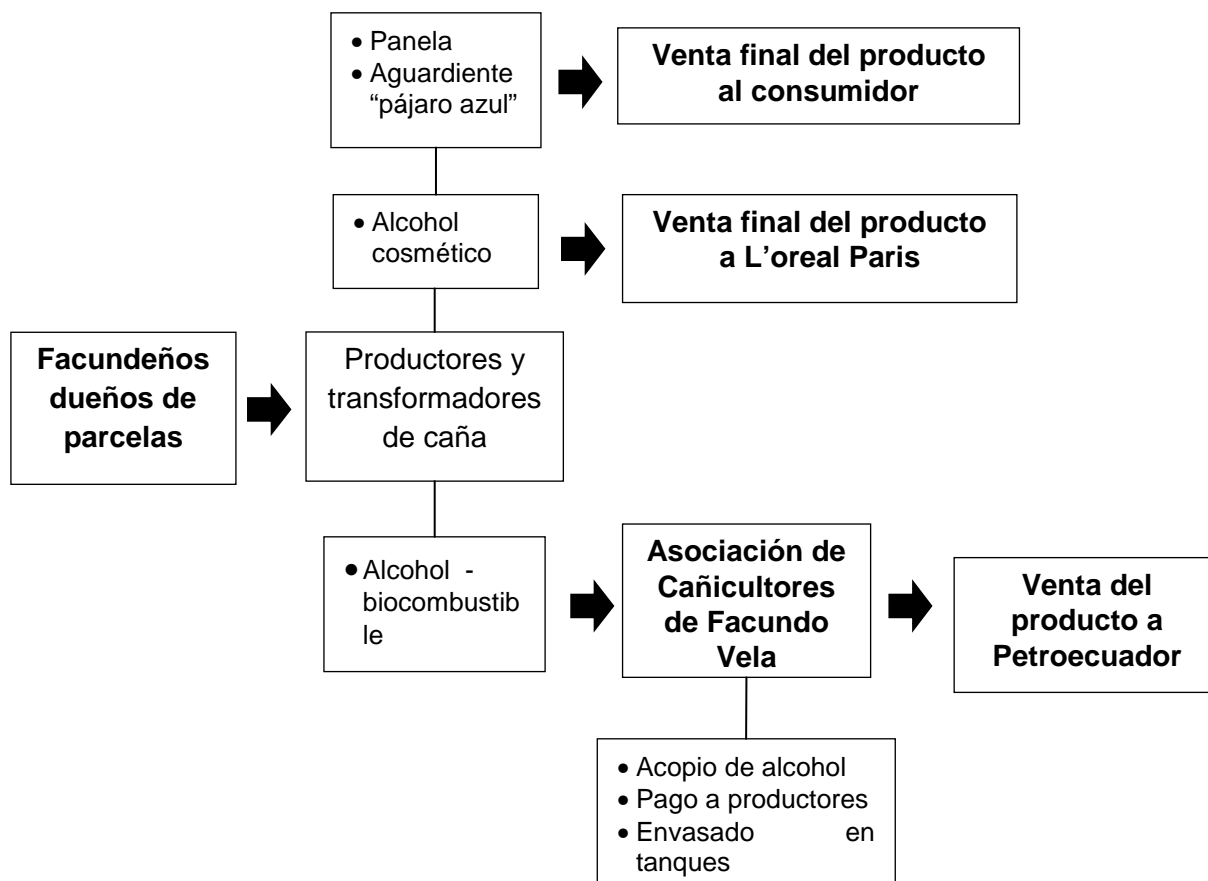 • Panela
• Aguardiente
“pájaro azul”
Venta final del producto
al consumidor
• Alcohol
cosmético
Venta final del producto
a L’oreal Paris
Facundeños
dueños de
parcelas
Productores y
transformadores
de caña
• Alcohol -
biocombustib
le
Asociación de
Cañicultores
de Facundo
Vela
Venta del
producto a
Petroecuador
• Acopio de alcohol
• Pago a productores
• Envasado en
tanques